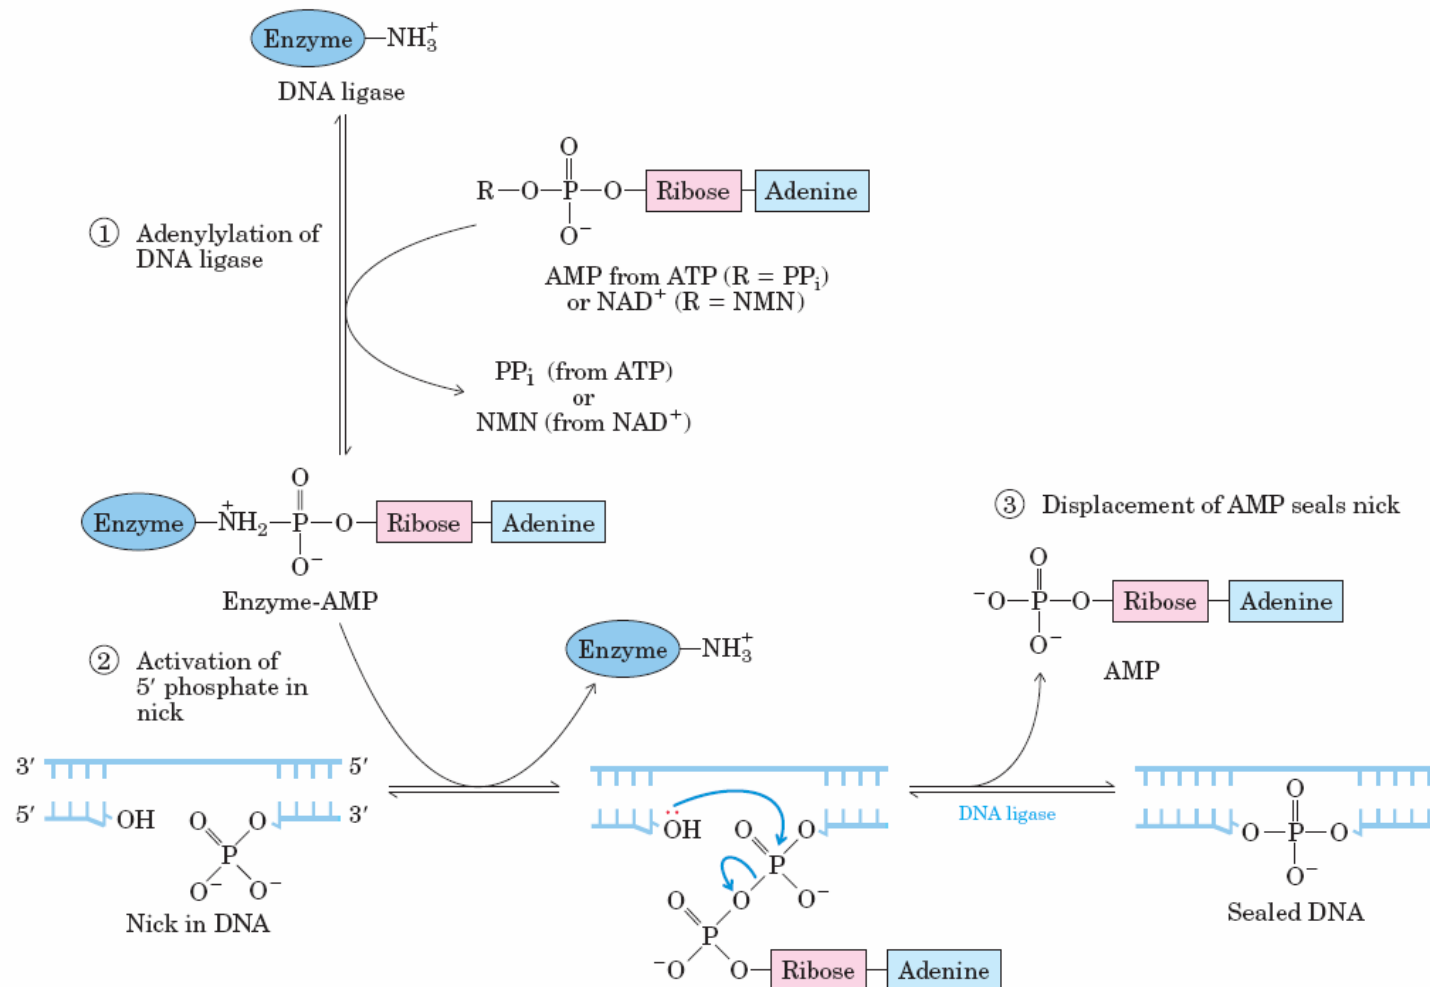 Enzyme NH₃⁺
DNA ligase
O
R—O—P—O— Ribose Adenine
O⁻
① Adenylylation of
DNA ligase
AMP from ATP (R = PPᵢ)
or NAD⁺ (R = NMN)
PPᵢ (from ATP)
or
NMN (from NAD⁺)
O
Enzyme —N⁺H₂—P—O— Ribose Adenine
O⁻
Enzyme-AMP
③ Displacement of AMP seals nick
O
⁻O—P—O— Ribose Adenine
O⁻
AMP
② Activation of
5′ phosphate in
nick
Enzyme NH₃⁺
3′ 5′
5′ OH O 3′
O
P
O⁻ O⁻
Nick in DNA
OH O O
P
O O⁻
O
P
⁻O O— Ribose Adenine
DNA ligase
O
O—P—O
O⁻
Sealed DNA